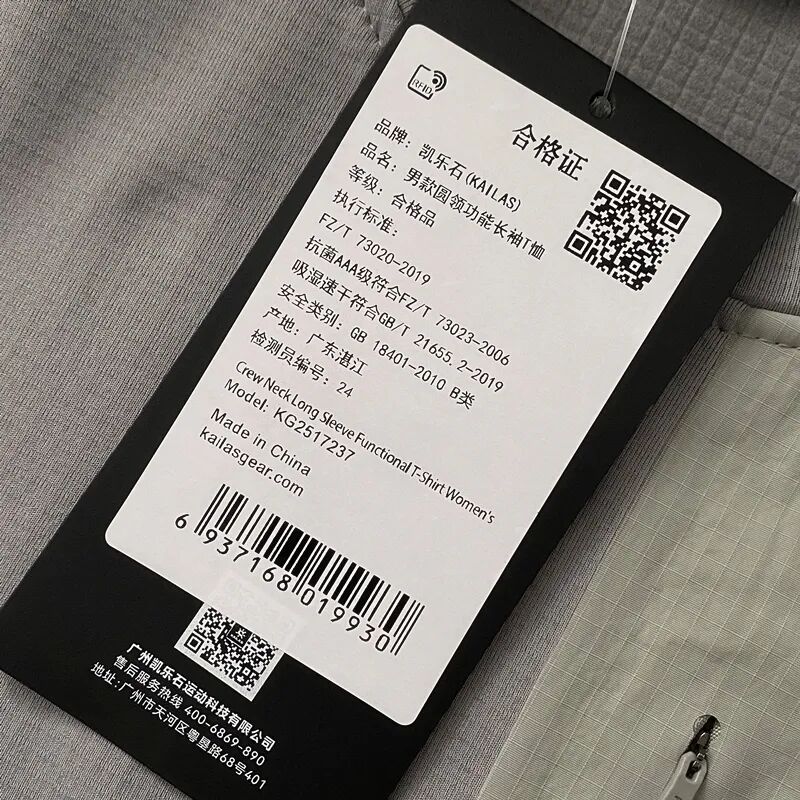 RFID
合格证
品牌: 凯乐石(KAILAS)
品名: 男款圆领功能长袖T恤
等级: 合格品
执行标准:
FZ/T 73020-2019
抗菌AAA级符合FZ/T 73023-2006
吸湿速干符合GB/T 21655.2-2019
安全类别: GB 18401-2010 B类
产地: 广东湛江
检测员编号: 24
Crew Neck Long Sleeve Functional T-Shirt Women's
Model: KG2517237
Made in China
kailasgear.com
6 937168 019930
广州凯乐石运动科技有限公司
售后服务热线 400-6869-890
地址:广州市天河区粤垦路68号401